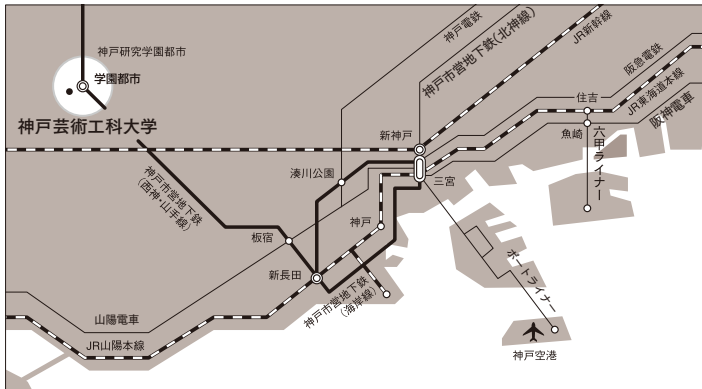 神戸研究学園都市
学園都市
神戸芸術工科大学
神戸電鉄
神戸市営地下鉄(北神線)
JR新幹線
阪急電鉄
JR東海道本線
阪神電車
住吉
魚崎
六甲ライナー
新神戸
三宮
湊川公園
神戸市営地下鉄
(西神・山手線)
神戸
板宿
新長田
神戸市営地下鉄
(海岸線)
ポートライナー
山陽電車
JR山陽本線
神戸空港